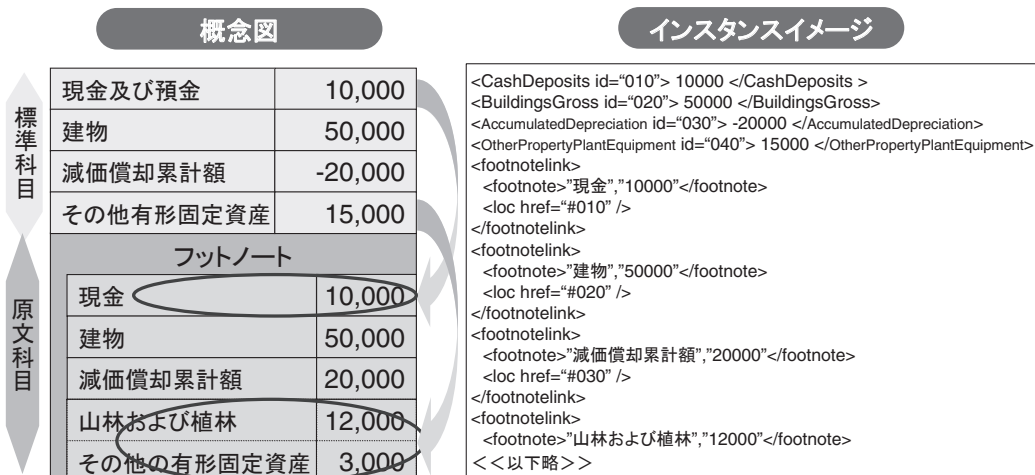 概念図
標準科目
現金及び預金 10,000
建物 50,000
減価償却累計額 -20,000
その他有形固定資産 15,000
原文科目
フットノート
現金 10,000
建物 50,000
減価償却累計額 20,000
山林および植林 12,000
その他の有形固定資産 3,000
インスタンスイメージ
<CashDeposits id=“010”> 10000 </CashDeposits >
<BuildingsGross id=“020”> 50000 </BuildingsGross>
<AccumulatedDepreciation id=“030”> -20000 </AccumulatedDepreciation>
<OtherPropertyPlantEquipment id=“040”> 15000 </OtherPropertyPlantEquipment>
<footnotelink>
<footnote>”現金”,”10000”</footnote>
<loc href=“#010” />
</footnotelink>
<footnotelink>
<footnote>”建物”,”50000”</footnote>
<loc href=“#020” />
</footnotelink>
<footnotelink>
<footnote>”減価償却累計額”,”20000”</footnote>
<loc href=“#030” />
</footnotelink>
<footnotelink>
<footnote>”山林および植林”,”12000”</footnote>
<<以下略>>